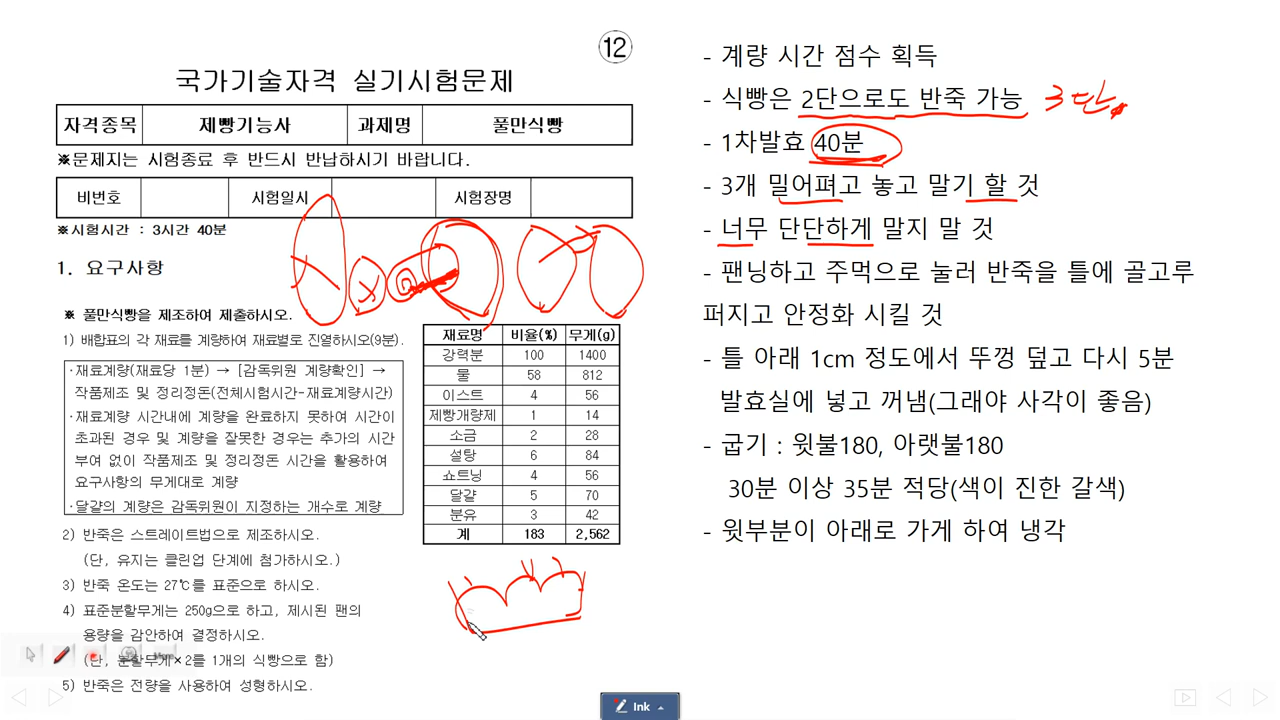 12
국가기술자격 실기시험문제
자격종목 제빵기능사 과제명 풀만식빵
※문제지는 시험종료 후 반드시 반납하시기 바랍니다.
비번호 시험일시 시험장명
※시험시간 : 3시간 40분
1. 요구사항
※ 풀만식빵을 제조하여 제출하시오.
1) 배합표의 각 재료를 계량하여 재료별로 진열하시오(9분).
·재료계량(재료당 1분) → [감독위원 계량확인] →
작품제조 및 정리정돈(전체시험시간-재료계량시간)
·재료계량 시간내에 계량을 완료하지 못하여 시간이
초과된 경우 및 계량을 잘못한 경우는 추가의 시간
부여 없이 작품제조 및 정리정돈 시간을 활용하여
요구사항의 무게대로 계량
·달걀의 계량은 감독위원이 지정하는 개수로 계량
2) 반죽은 스트레이트법으로 제조하시오.
(단, 유지는 클린업 단계에 첨가하시오.)
3) 반죽 온도는 27℃를 표준으로 하시오.
4) 표준분할무게는 250g으로 하고, 제시된 팬의
용량을 감안하여 결정하시오.
(단, 분할무게×2를 1개의 식빵으로 함)
5) 반죽은 전량을 사용하여 성형하시오.
재료명 비율(%) 무게(g)
강력분 100 1400
물 58 812
이스트 4 56
제빵개량제 1 14
소금 2 28
설탕 6 84
쇼트닝 4 56
달걀 5 70
분유 3 42
계 183 2,562
- 계량 시간 점수 획득
- 식빵은 2단으로도 반죽 가능 3단
- 1차발효 40분
- 3개 밀어펴고 놓고 말기 할 것
- 너무 단단하게 말지 말 것
- 팬닝하고 주먹으로 눌러 반죽을 틀에 골고루
퍼지고 안정화 시킬 것
- 틀 아래 1cm 정도에서 뚜껑 덮고 다시 5분
발효실에 넣고 꺼냄(그래야 사각이 좋음)
- 굽기 : 윗불180, 아랫불180
30분 이상 35분 적당(색이 진한 갈색)
- 윗부분이 아래로 가게 하여 냉각
Ink